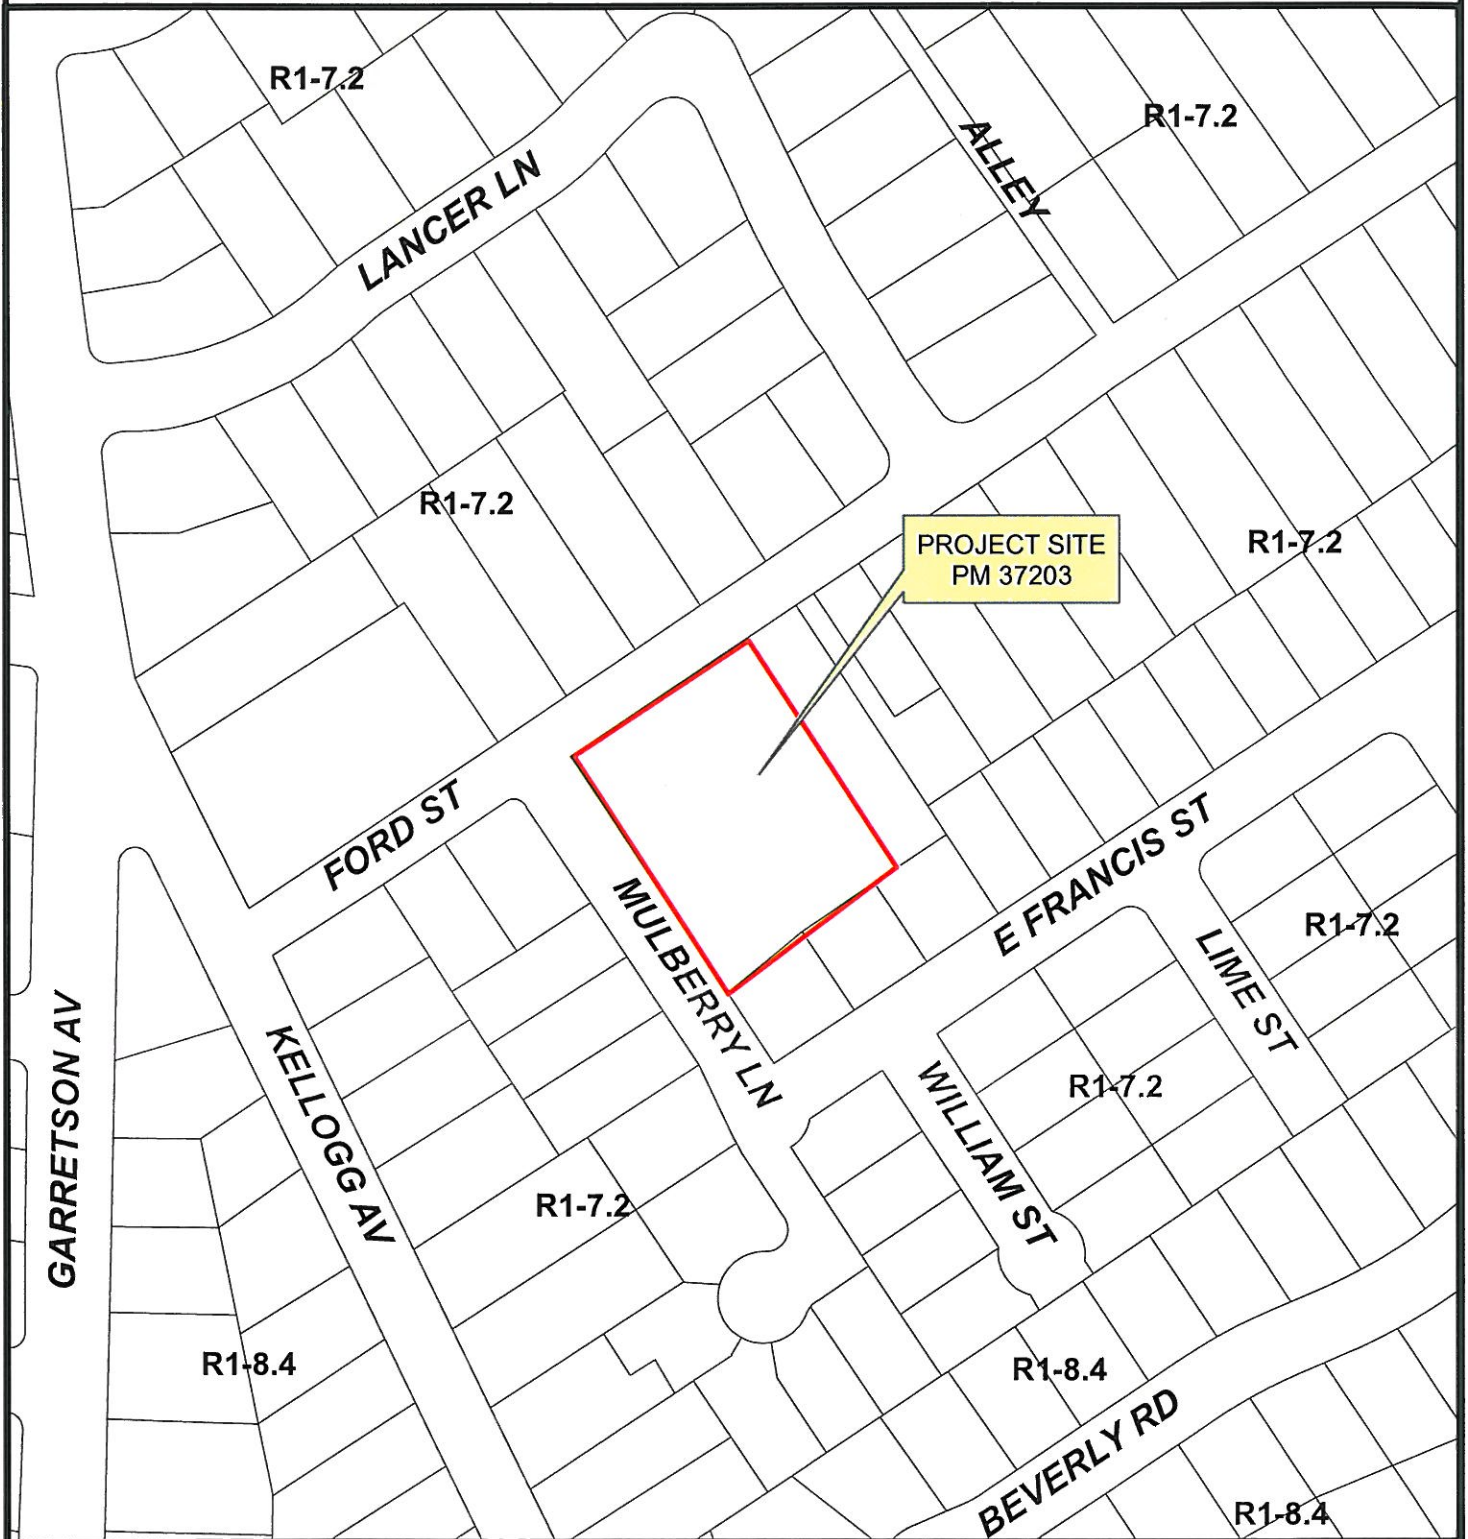 R1-7.2
R1-7.2
ALLEY
LANCER LN
R1-7.2
PROJECT SITE
PM 37203
R1-7.2
FORD ST
E FRANCIS ST
MULBERRY LN
R1-7.2
LIME ST
GARRETSON AV
KELLOGG AV
R1-7.2
WILLIAM ST
R1-7.2
R1-8.4
R1-8.4
BEVERLY RD
R1-8.4